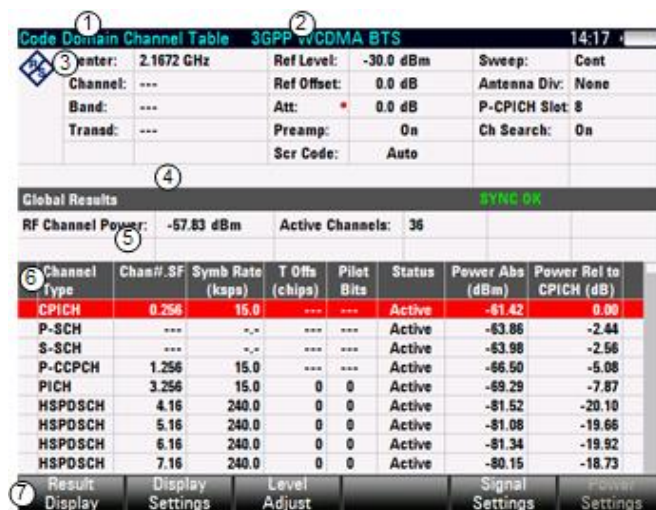 1 2
Code Domain Channel Table 3GPP WCDMA BTS 14:17
3 Center: 2.1672 GHz Ref Level: -30.0 dBm Sweep: Cont
Channel: --- Ref Offset: 0.0 dB Antenna Div: None
Band: --- Att: 0.0 dB P-CPICH Slot: 8
Transd: --- Preamp: On Ch Search: On
Scr Code: Auto
4
Global Results SYNC OK
RF Channel Power: -57.83 dBm Active Channels: 36
5
6 Channel Type Chan#.SF Symb Rate (ksps) T Offs (chips) Pilot Bits Status Power Abs (dBm) Power Rel to CPICH (dB)
CPICH 0.256 15.0 --- --- Active -61.42 0.00
P-SCH --- -.- --- --- Active -63.86 -2.44
S-SCH --- -.- --- --- Active -63.98 -2.56
P-CCPCH 1.256 15.0 --- --- Active -66.50 -5.08
PICH 3.256 15.0 0 0 Active -69.29 -7.87
HSPDSCH 4.16 240.0 0 0 Active -81.52 -20.10
HSPDSCH 5.16 240.0 0 0 Active -81.08 -19.66
HSPDSCH 6.16 240.0 0 0 Active -81.34 -19.92
HSPDSCH 7.16 240.0 0 0 Active -80.15 -18.73
7 Result Display Display Settings Level Adjust Signal Settings Power Settings